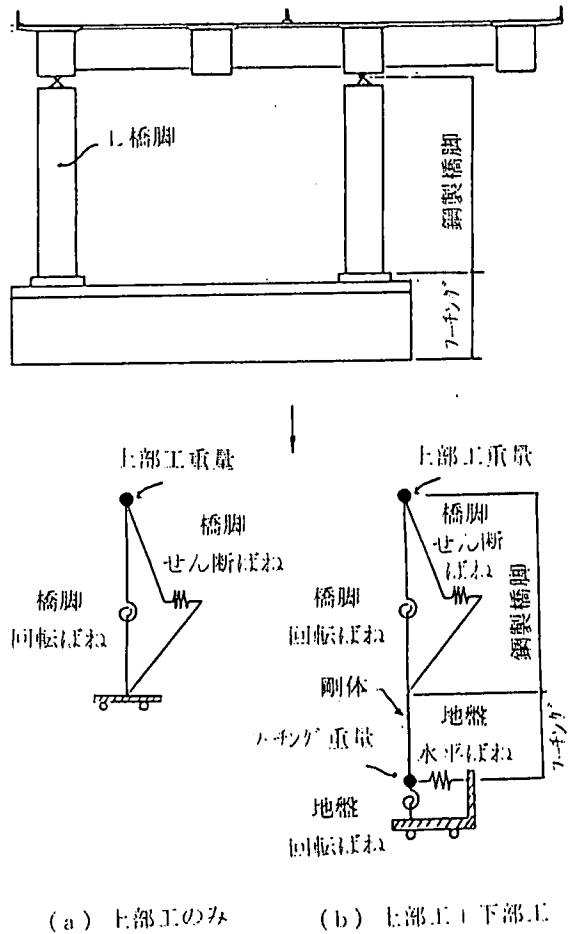 L橋脚
鋼製橋脚
フーチング
上部工重量
橋脚
せん断ばね
橋脚
回転ばね
(a) 上部工のみ
上部工重量
橋脚
せん断
ばね
橋脚
回転ばね
鋼製橋脚
剛体
地盤
水平ばね
フーチング
フーチング重量
地盤
回転ばね
(b) 上部工+下部工